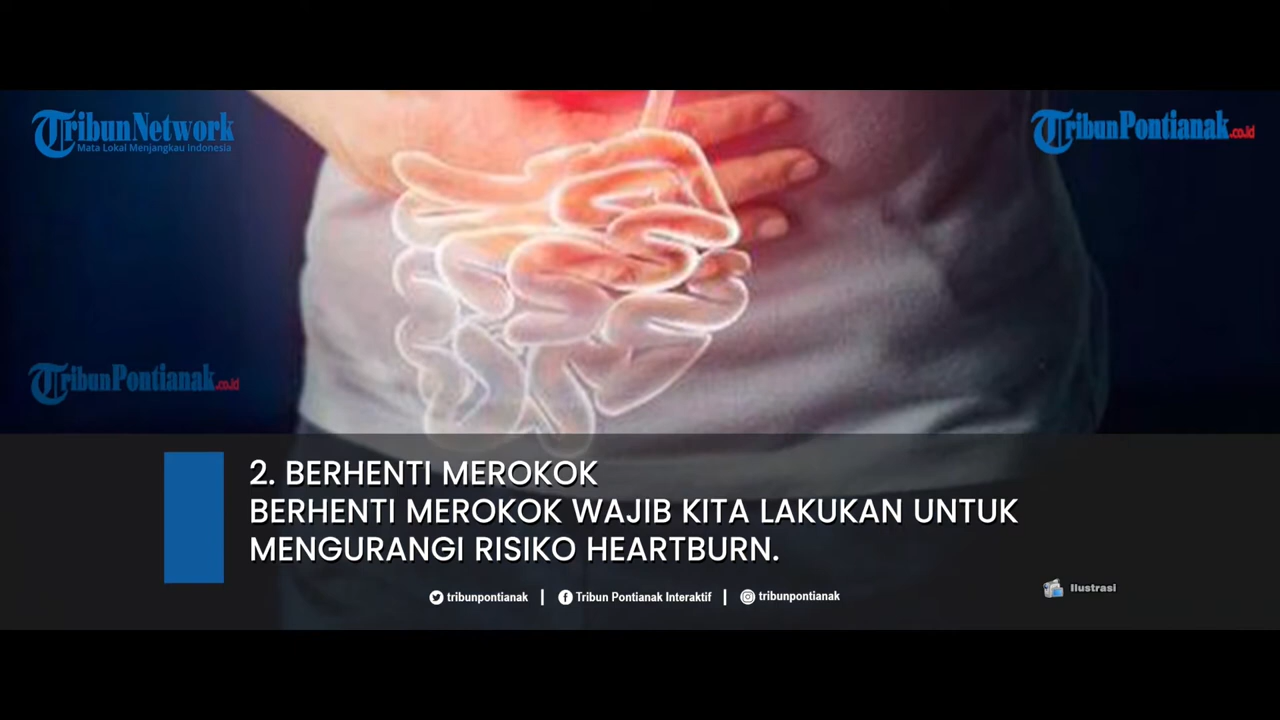 TribunNetwork
Mata Lokal Menjangkau Indonesia
TribunPontianak.co.id
TribunPontianak.co.id
2. BERHENTI MEROKOK
BERHENTI MEROKOK WAJIB KITA LAKUKAN UNTUK
MENGURANGI RISIKO HEARTBURN.
tribunpontianak | Tribun Pontianak Interaktif | tribunpontianak
Ilustrasi